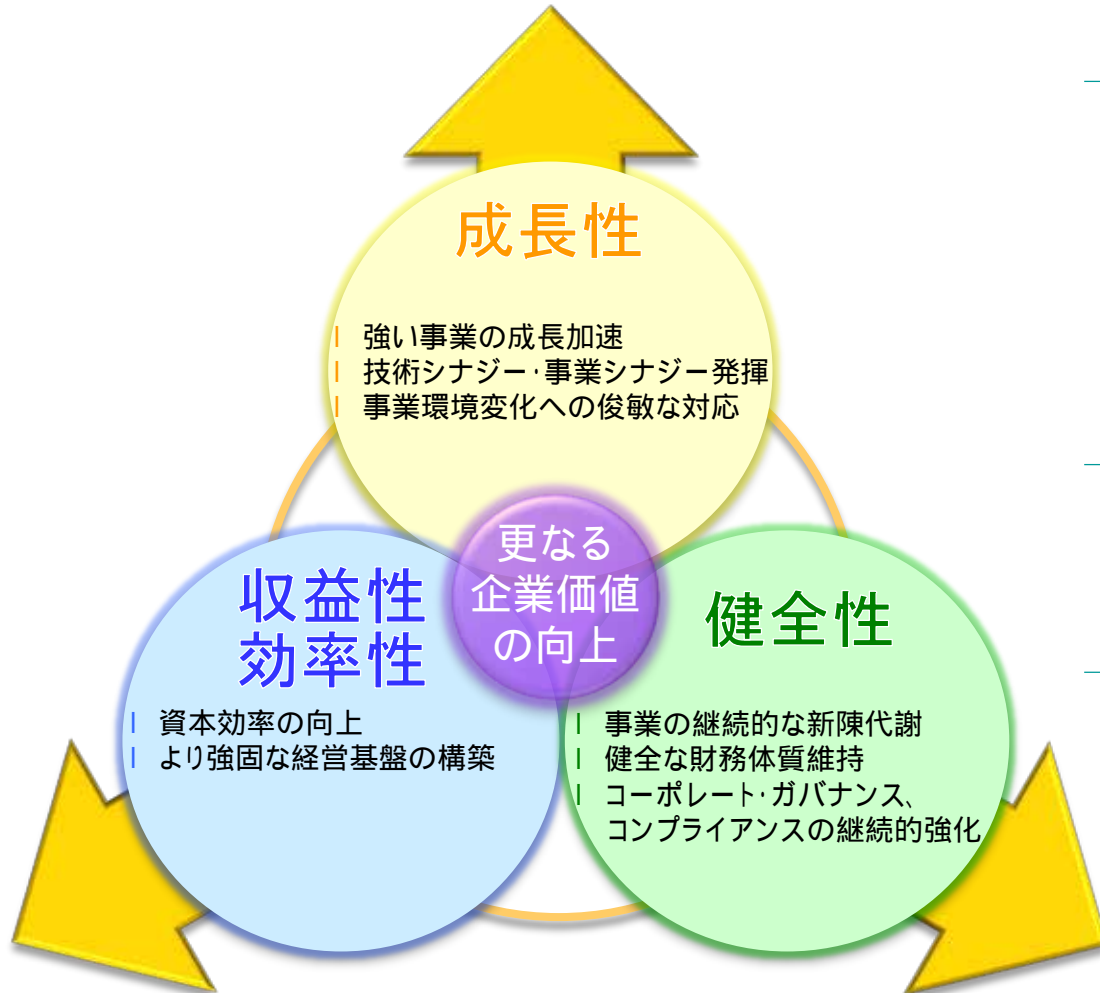 成長性
強い事業の成長加速
技術シナジー・事業シナジー発揮
事業環境変化への俊敏な対応
更なる
企業価値
の向上
収益性
効率性
資本効率の向上
より強固な経営基盤の構築
健全性
事業の継続的な新陳代謝
健全な財務体質維持
コーポレート・ガバナンス、
コンプライアンスの継続的強化